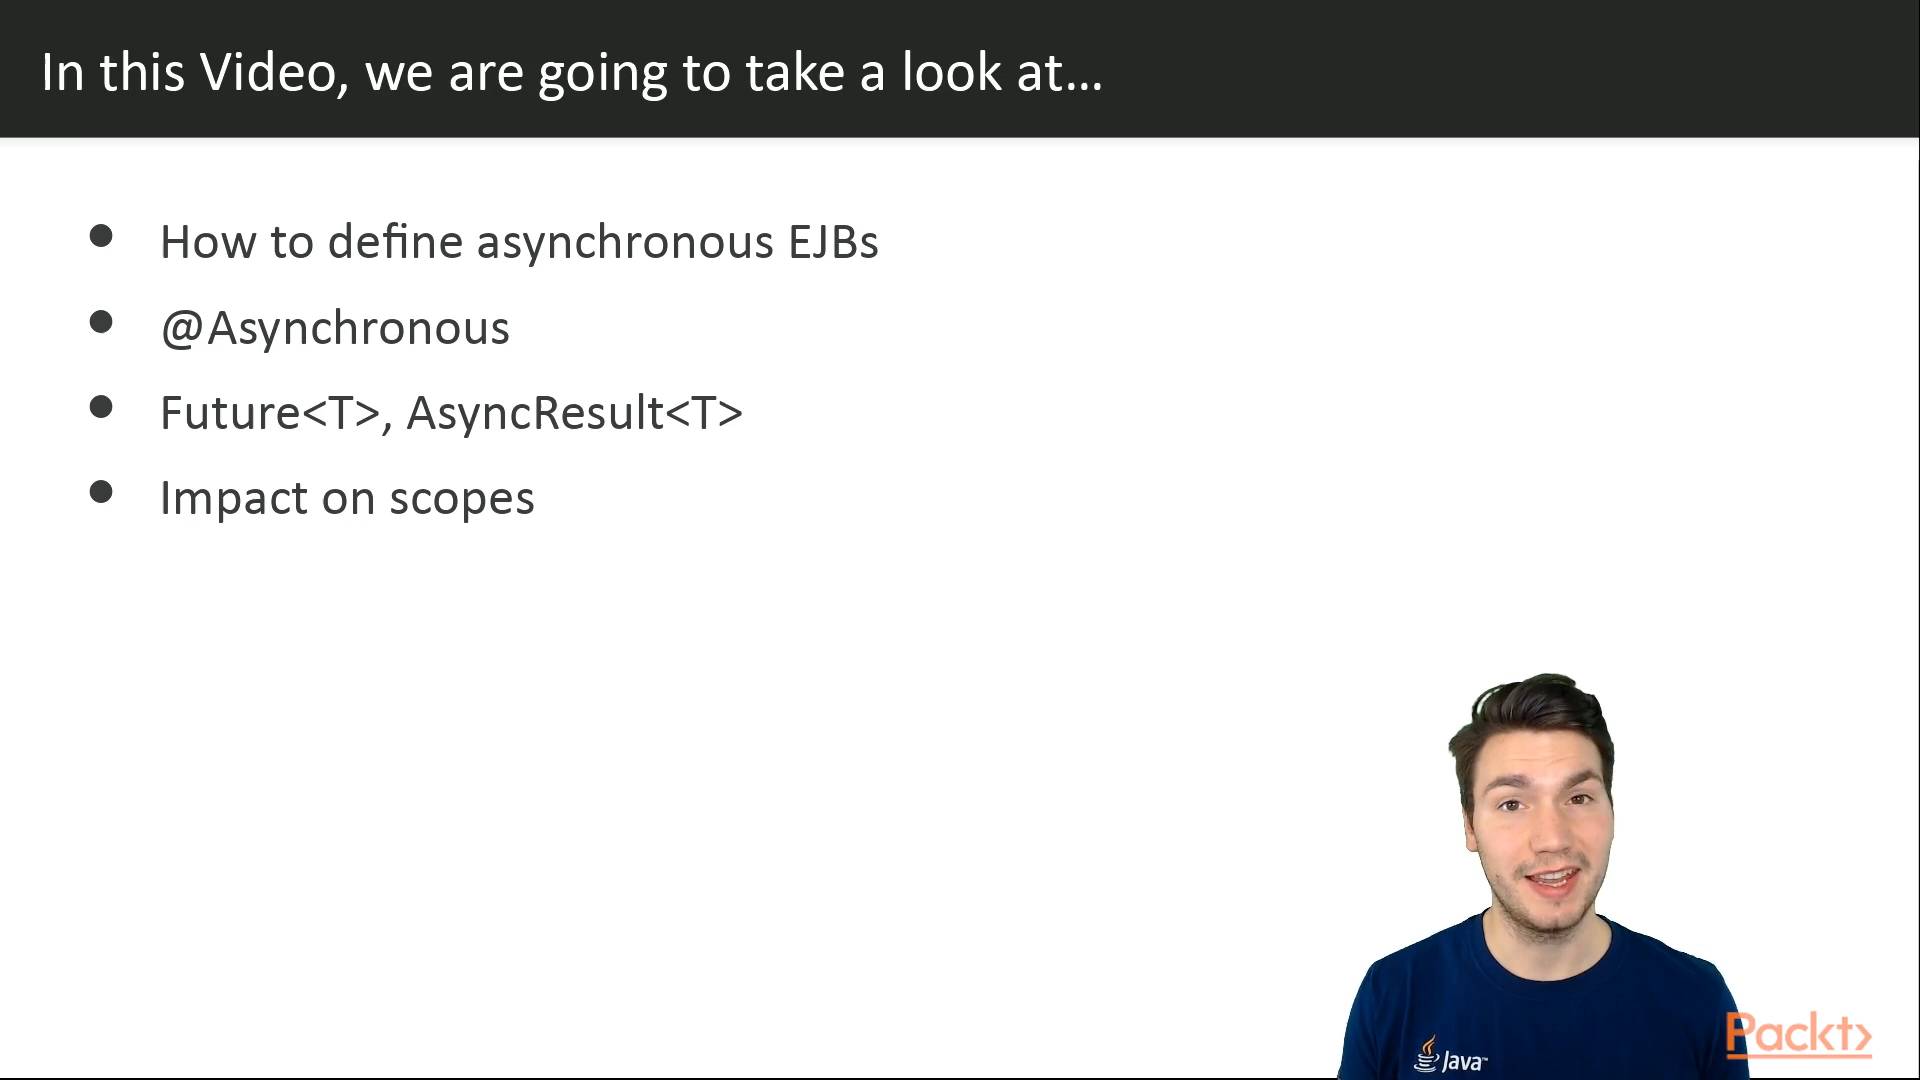 In this Video, we are going to take a look at...
How to define asynchronous EJBs
@Asynchronous
Future<T>, AsyncResult<T>
Impact on scopes
Java™
Packt>